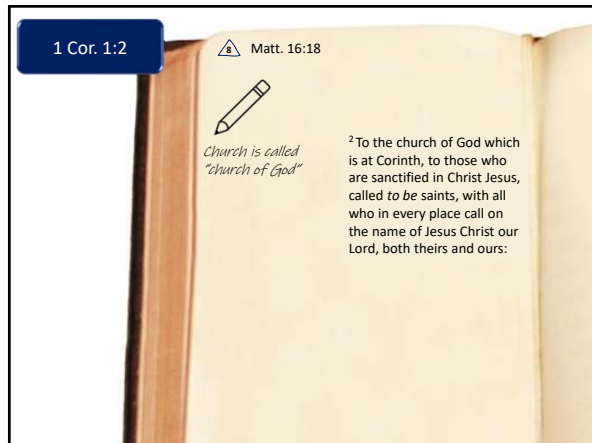 1 Cor. 1:2
8 Matt. 16:18
Church is called
"church of God"
2 To the church of God which
is at Corinth, to those who
are sanctified in Christ Jesus,
called to be saints, with all
who in every place call on
the name of Jesus Christ our
Lord, both theirs and ours: